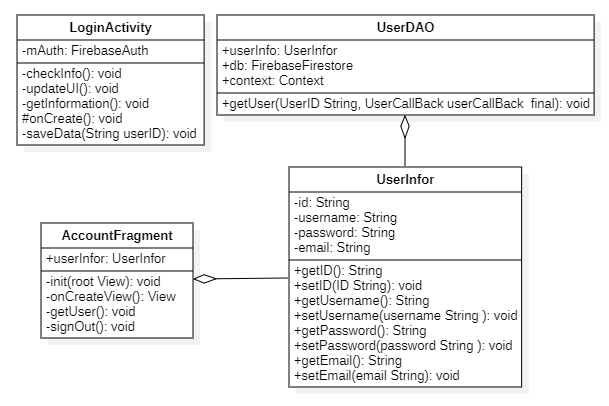 LoginActivity
-mAuth: FirebaseAuth
-checkInfo(): void
-updateUI(): void
-getInformation(): void
#onCreate(): void
-saveData(String userID): void
UserDAO
+userInfo: UserInfor
+db: FirebaseFirestore
+context: Context
+getUser(UserID String, UserCallBack userCallBack final): void
UserInfor
-id: String
-username: String
-password: String
-email: String
+getID(): String
+setID(ID String): void
+getUsername(): String
+setUsername(username String ): void
+getPassword(): String
+setPassword(password String ): void
+getEmail(): String
+setEmail(email String): void
AccountFragment
+userInfor: UserInfor
-init(root View): void
-onCreateView(): View
-getUser(): void
-signOut(): void